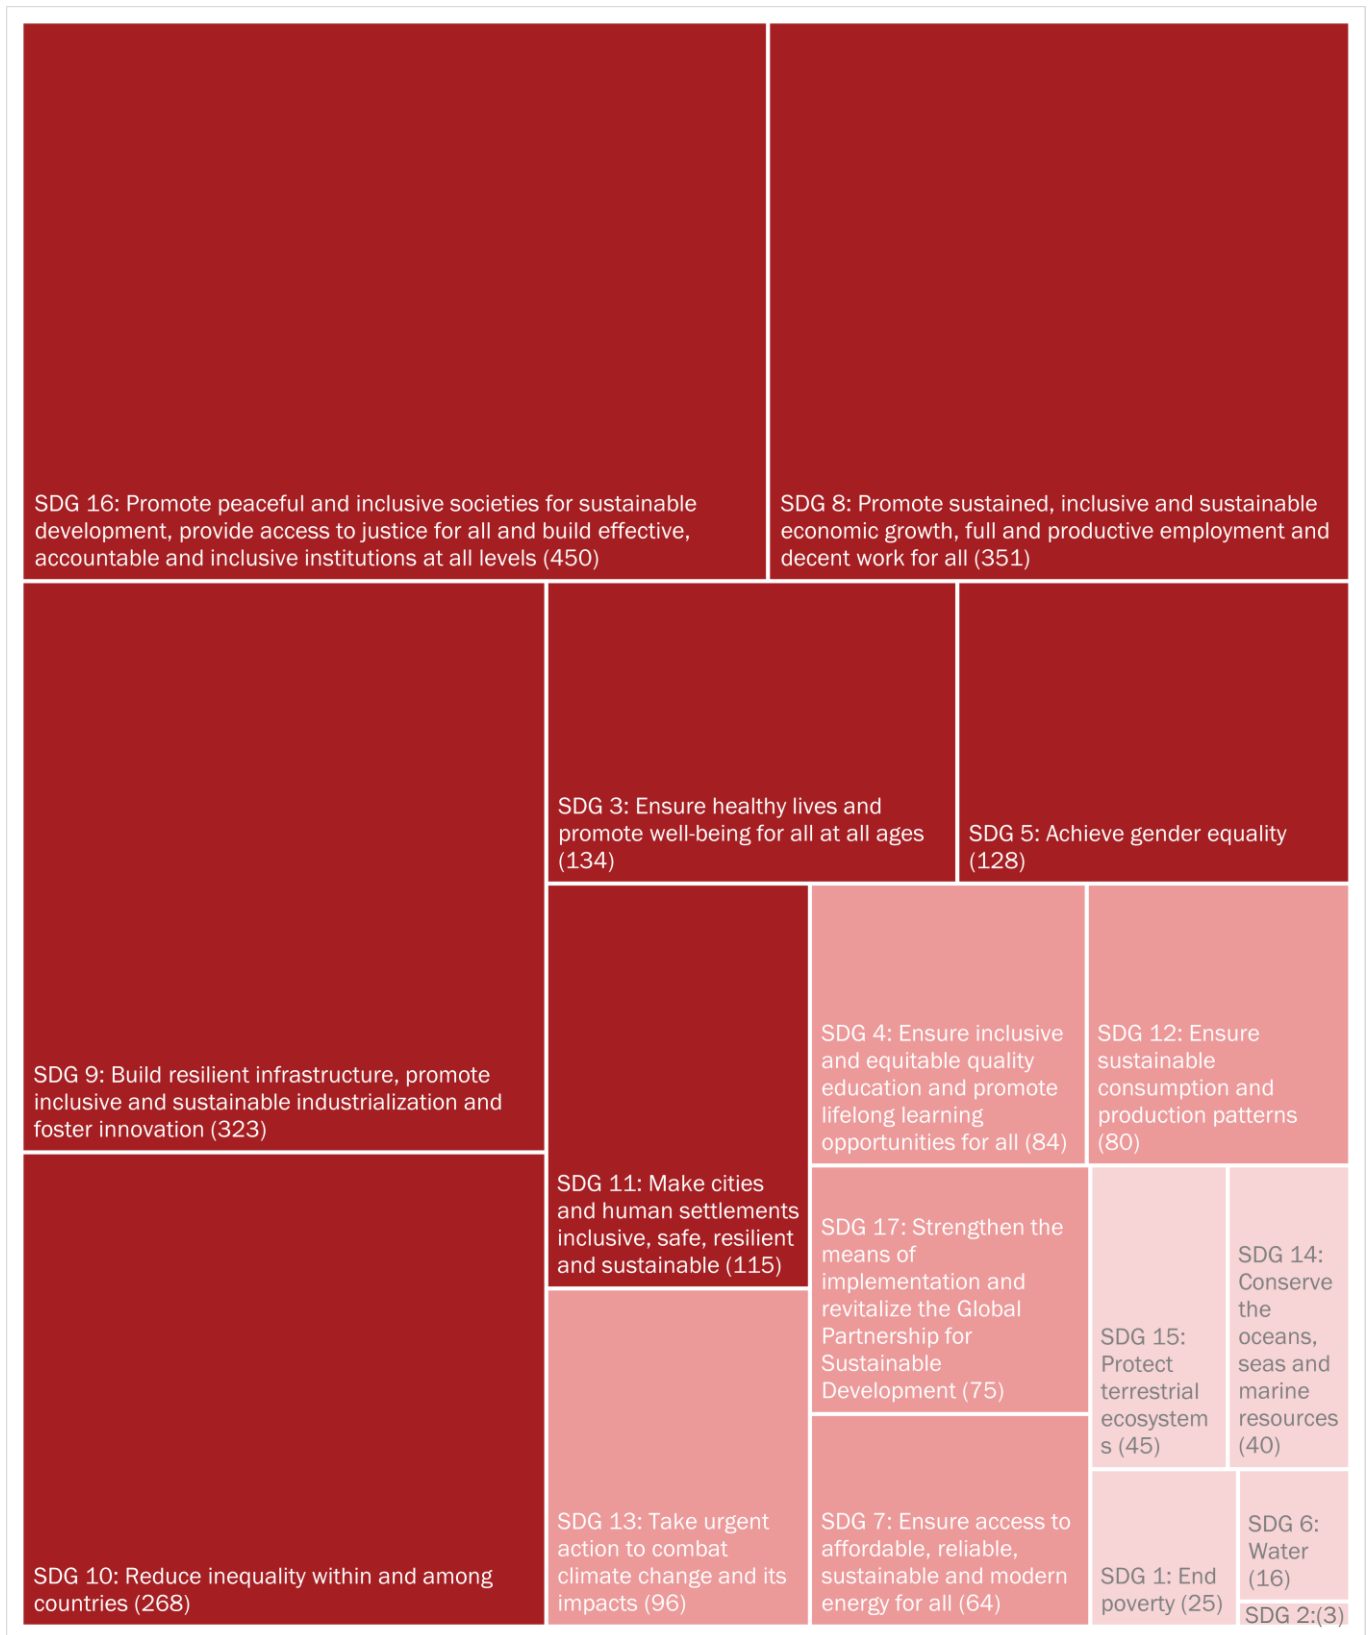 SDG 16: Promote peaceful and inclusive societies for sustainable
development, provide access to justice for all and build effective,
accountable and inclusive institutions at all levels (450)
SDG 8: Promote sustained, inclusive and sustainable
economic growth, full and productive employment and
decent work for all (351)
SDG 9: Build resilient infrastructure, promote
inclusive and sustainable industrialization and
foster innovation (323)
SDG 3: Ensure healthy lives and
promote well-being for all at all ages
(134)
SDG 5: Achieve gender equality
(128)
SDG 11: Make cities
and human settlements
inclusive, safe, resilient
and sustainable (115)
SDG 4: Ensure inclusive
and equitable quality
education and promote
lifelong learning
opportunities for all (84)
SDG 12: Ensure
sustainable
consumption and
production patterns
(80)
SDG 10: Reduce inequality within and among
countries (268)
SDG 13: Take urgent
action to combat
climate change and its
impacts (96)
SDG 17: Strengthen the
means of
implementation and
revitalize the Global
Partnership for
Sustainable
Development (75)
SDG 7: Ensure access to
affordable, reliable,
sustainable and modern
energy for all (64)
SDG 15:
Protect
terrestrial
ecosystem
s (45)
SDG 14:
Conserve
the
oceans,
seas and
marine
resources
(40)
SDG 1: End
poverty (25)
SDG 6:
Water
(16)
SDG 2:(3)